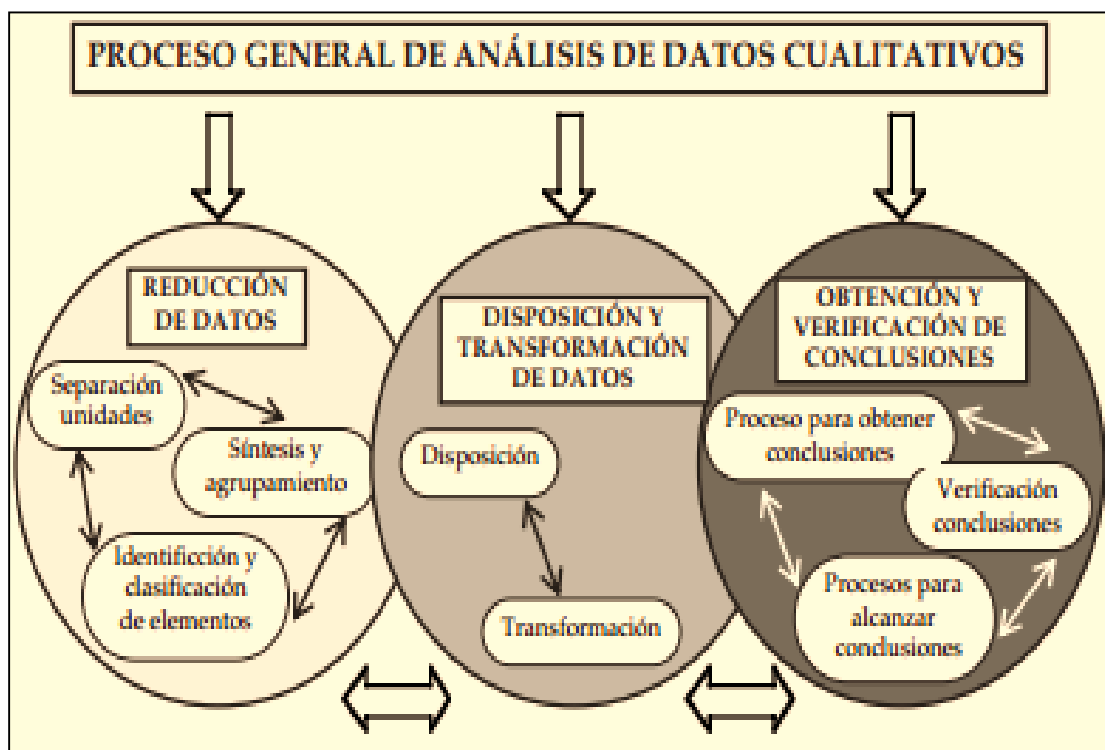 PROCESO GENERAL DE ANÁLISIS DE DATOS CUALITATIVOS
REDUCCIÓN
DE DATOS
Separación
unidades
Síntesis y
agrupamiento
Identificción y
clasificación
de elementos
DISPOSICIÓN Y
TRANSFORMACIÓN
DE DATOS
Disposición
Transformación
OBTENCIÓN Y
VERIFICACIÓN DE
CONCLUSIONES
Proceso para obtener
conclusiones
Verificación
conclusiones
Procesos para
alcanzar
conclusiones